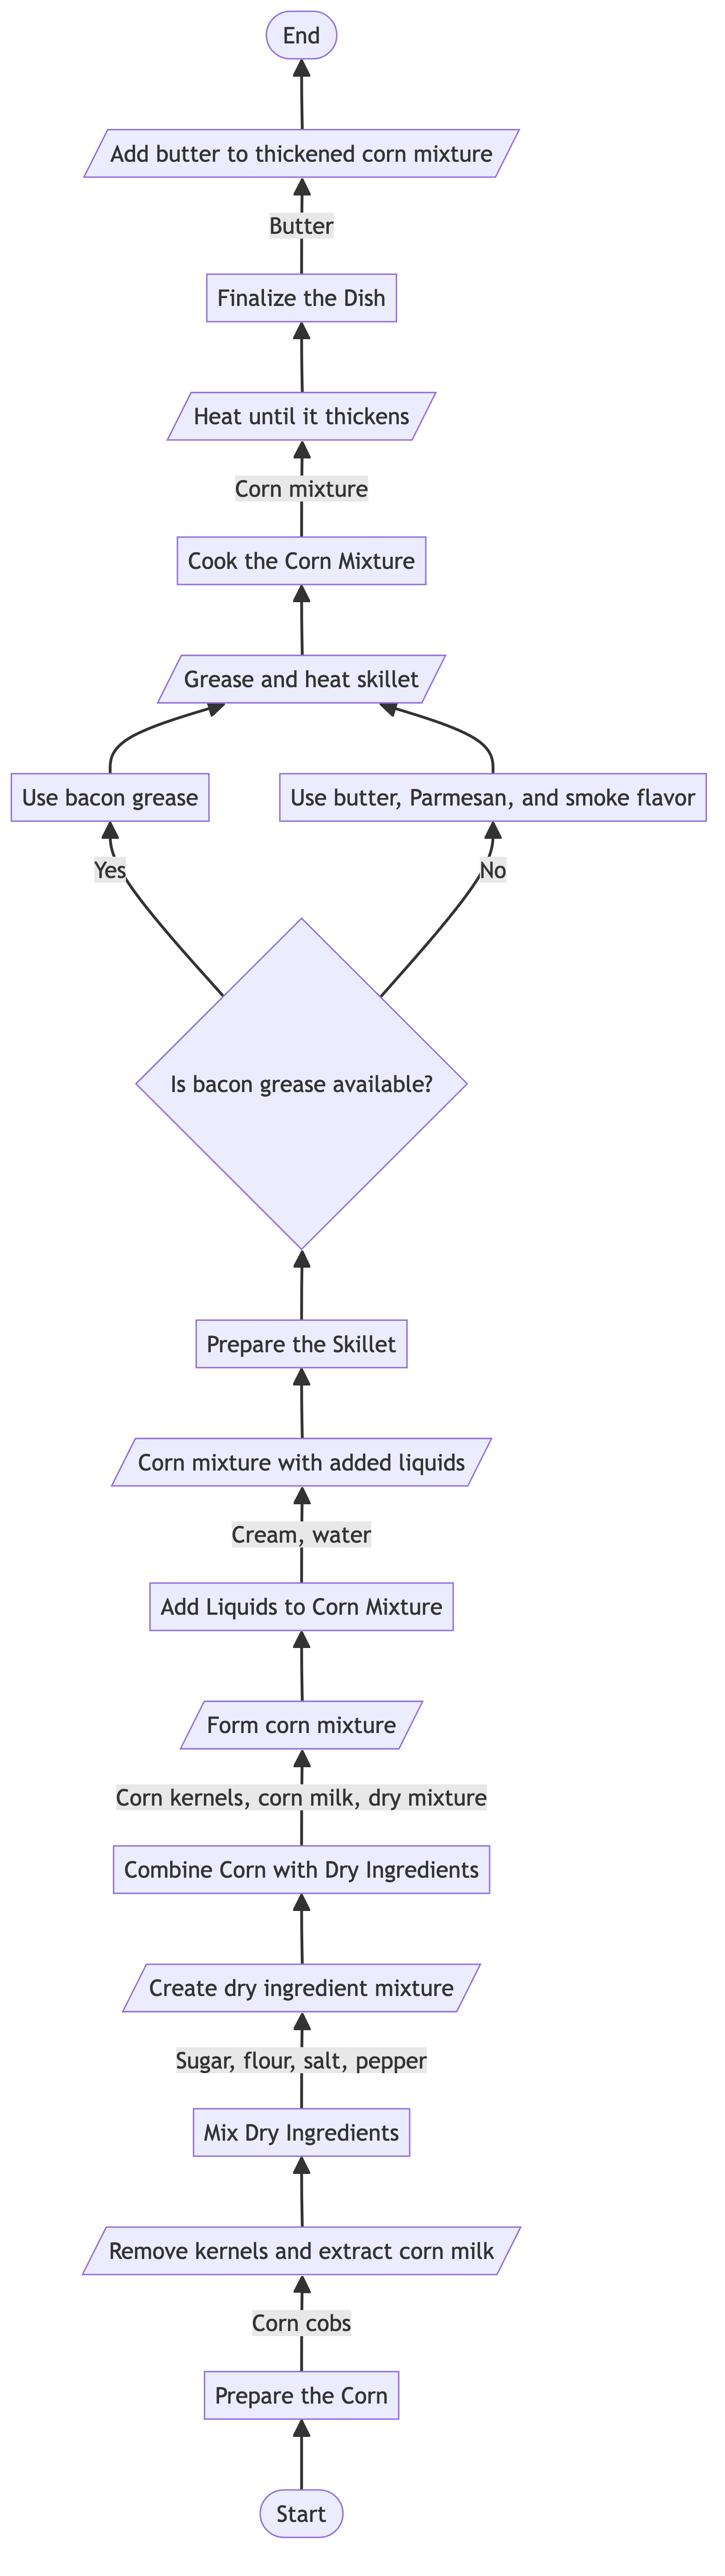 End
Add butter to thickened corn mixture
Butter
Finalize the Dish
Heat until it thickens
Corn mixture
Cook the Corn Mixture
Grease and heat skillet
Use bacon grease
Use butter, Parmesan, and smoke flavor
Yes
No
Is bacon grease available?
Prepare the Skillet
Corn mixture with added liquids
Cream, water
Add Liquids to Corn Mixture
Form corn mixture
Corn kernels, corn milk, dry mixture
Combine Corn with Dry Ingredients
Create dry ingredient mixture
Sugar, flour, salt, pepper
Mix Dry Ingredients
Remove kernels and extract corn milk
Corn cobs
Prepare the Corn
Start